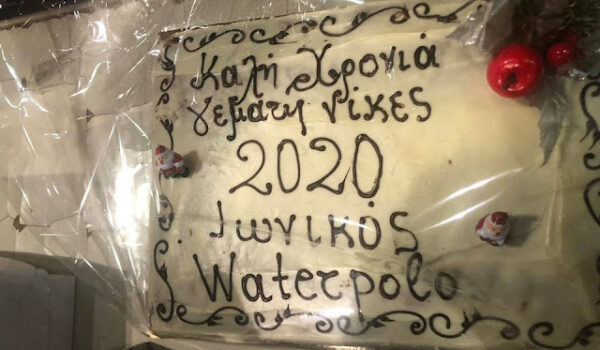 Καλή Χρονιά
γεμάτη Νίκες
2020
Ιωνικός
Waterpolo